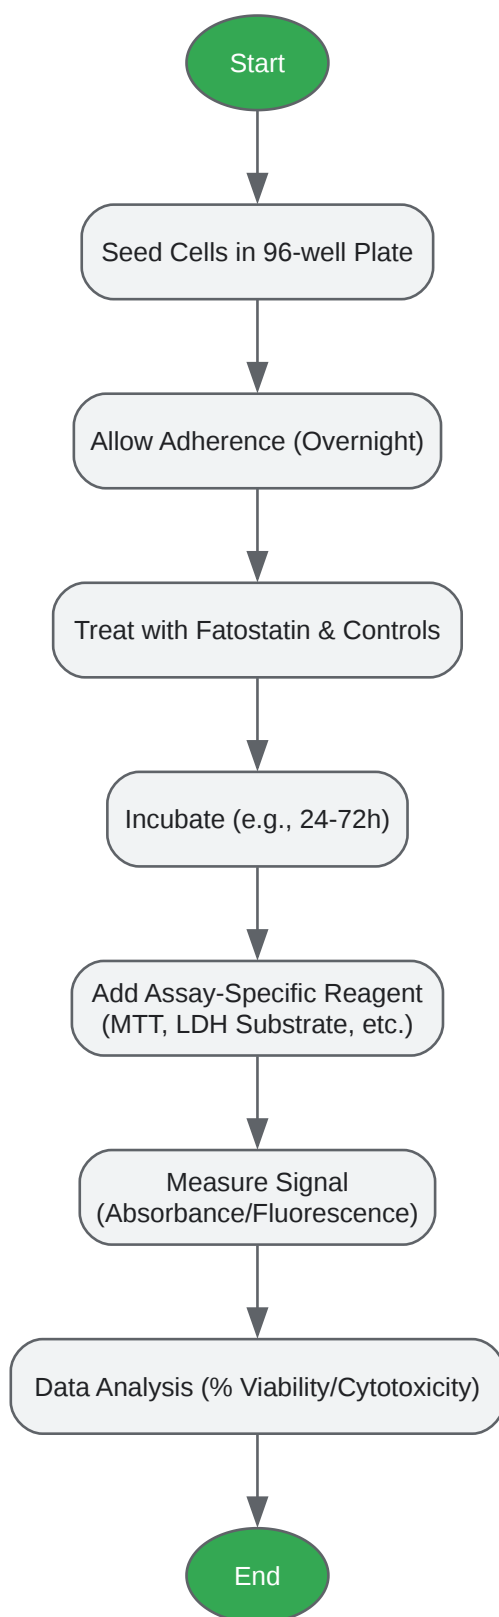 Start
Seed Cells in 96-well Plate
Allow Adherence (Overnight)
Treat with Fatostatin & Controls
Incubate (e.g., 24-72h)
Add Assay-Specific Reagent
(MTT, LDH Substrate, etc.)
Measure Signal
(Absorbance/Fluorescence)
Data Analysis (% Viability/Cytotoxicity)
End